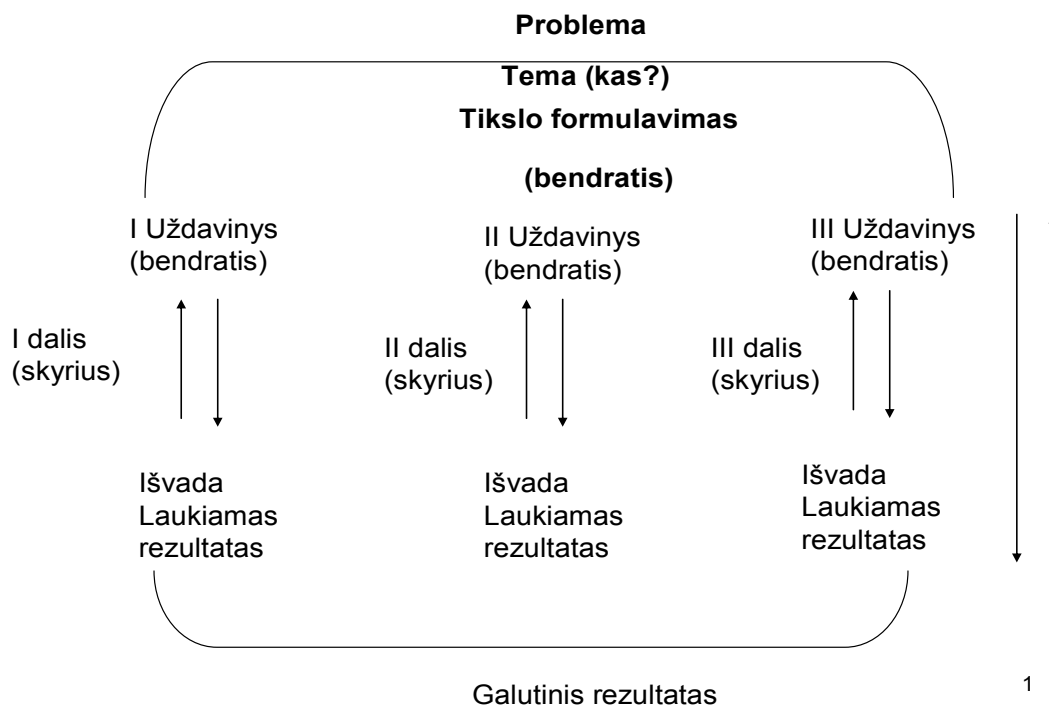 Problema
Tema (kas?)
Tikslo formulavimas
(bendratis)
I Uždavinys
(bendratis)
II Uždavinys
(bendratis)
III Uždavinys
(bendratis)
I dalis
(skyrius)
II dalis
(skyrius)
III dalis
(skyrius)
Išvada
Laukiamas
rezultatas
Išvada
Laukiamas
rezultatas
Išvada
Laukiamas
rezultatas
Galutinis rezultatas
1